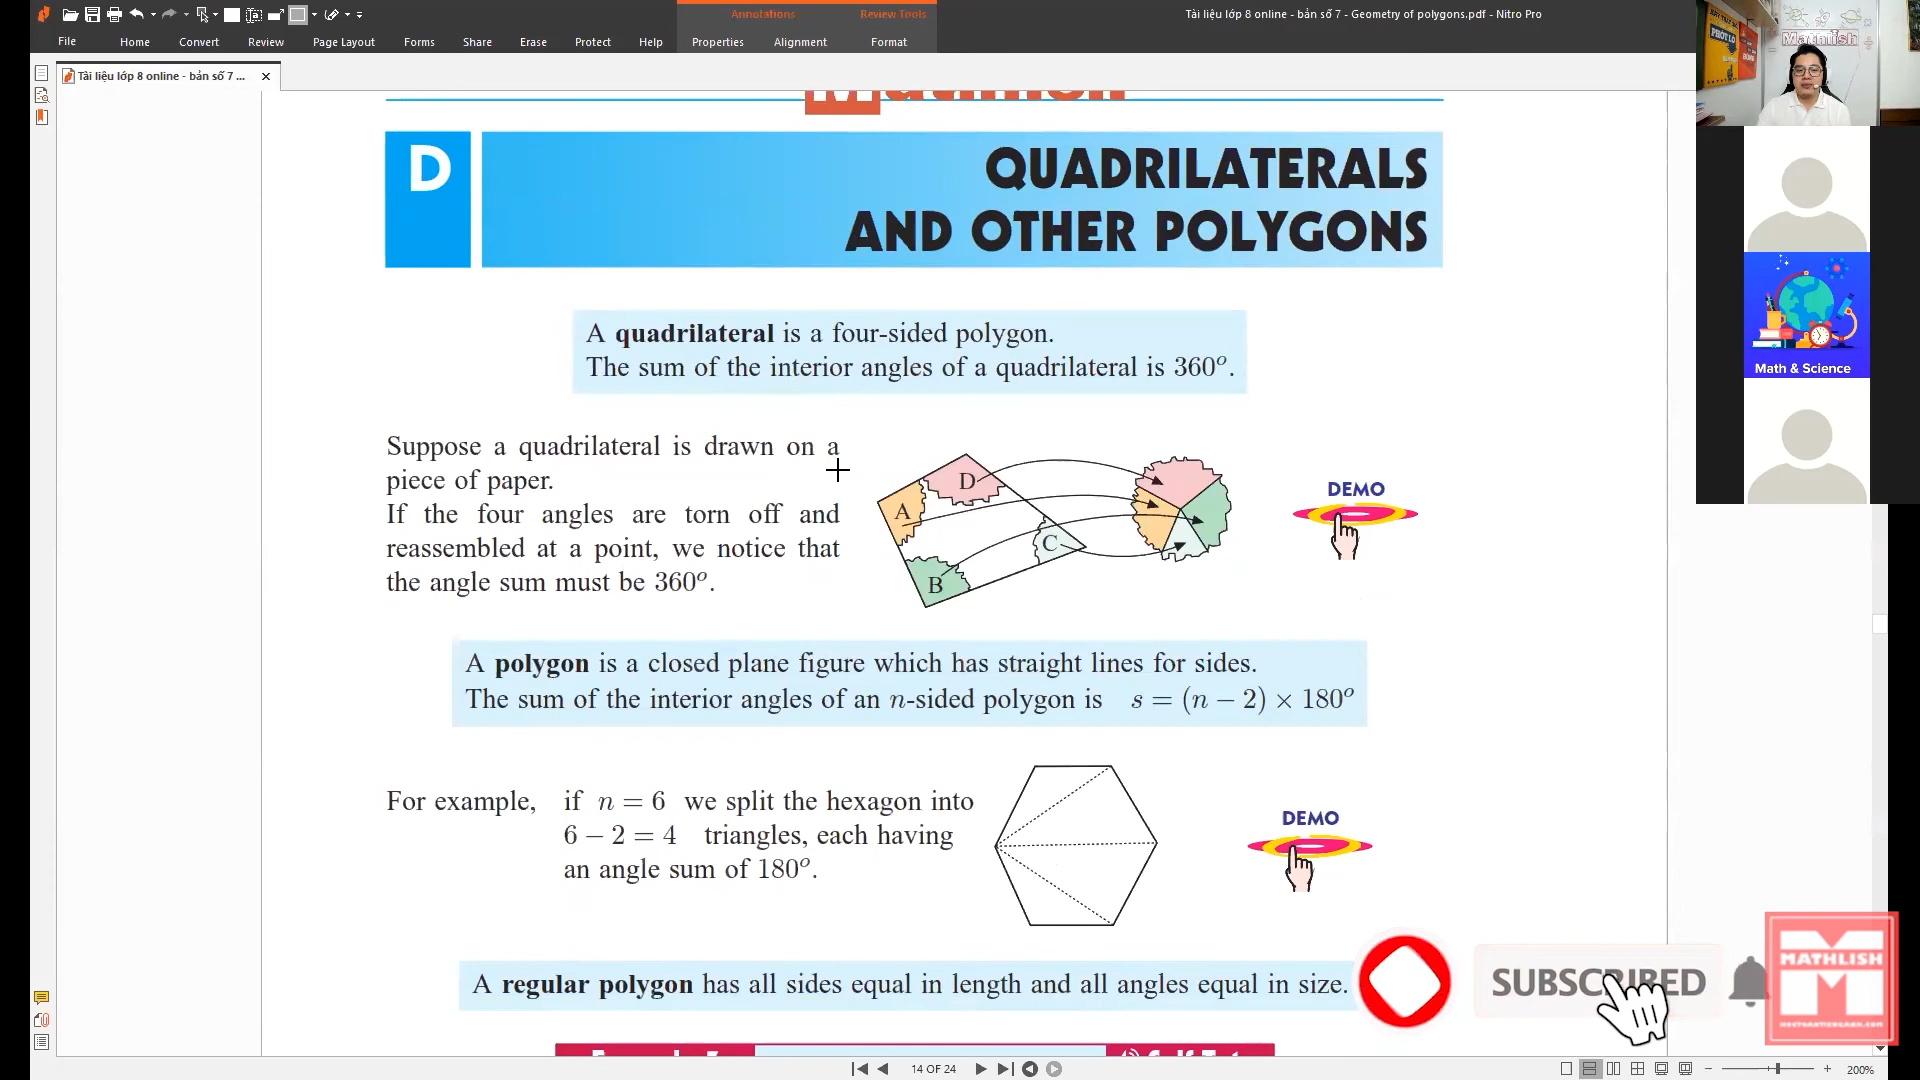 Annotations
Review Tools
Tài liệu lớp 8 online - bản số 7 - Geometry of polygons.pdf - Nitro Pro
File
Home
Convert
Review
Page Layout
Forms
Share
Erase
Protect
Help
Properties
Alignment
Format
Tài liệu lớp 8 online - bản số 7 ...
Mathlish
D
QUADRILATERALS
AND OTHER POLYGONS
A quadrilateral is a four-sided polygon.
The sum of the interior angles of a quadrilateral is 360°.
Suppose a quadrilateral is drawn on a
piece of paper.
If the four angles are torn off and
reassembled at a point, we notice that
the angle sum must be 360°.
D
A
C
B
DEMO
A polygon is a closed plane figure which has straight lines for sides.
The sum of the interior angles of an n-sided polygon is s = (n − 2) × 180°
For example, if n = 6 we split the hexagon into
6 − 2 = 4 triangles, each having
an angle sum of 180°.
DEMO
A regular polygon has all sides equal in length and all angles equal in size.
Math & Science
SUBSCRIBED
MATHLISH
M
14 OF 24
200%